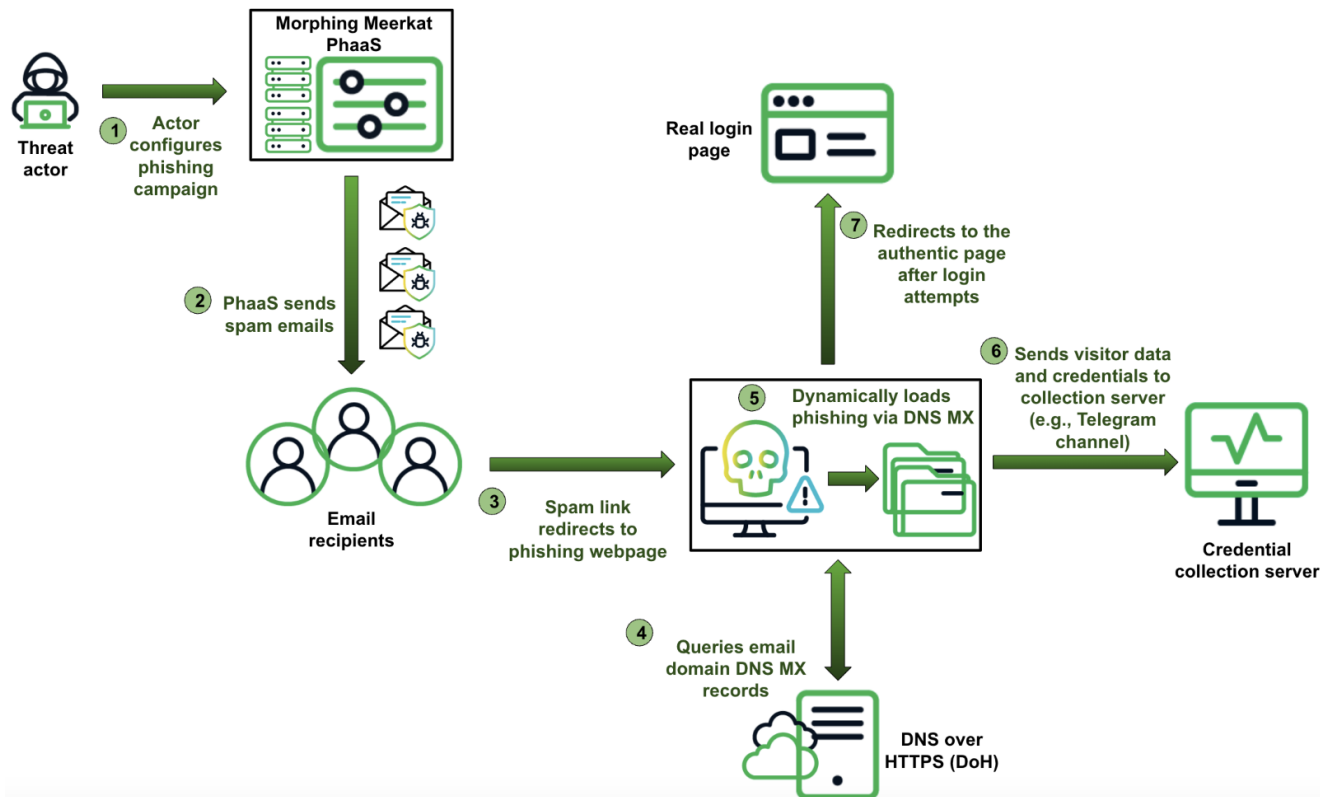 Morphing Meerkat
PhaaS
Threat
actor
1
Actor
configures
phishing
campaign
Real login
page
2
PhaaS sends
spam emails
7
Redirects to the
authentic page
after login
attempts
Email
recipients
3
Spam link
redirects to
phishing webpage
5
Dynamically loads
phishing via DNS MX
6
Sends visitor data
and credentials to
collection server
(e.g., Telegram
channel)
Credential
collection server
4
Queries email
domain DNS MX
records
DNS over
HTTPS (DoH)